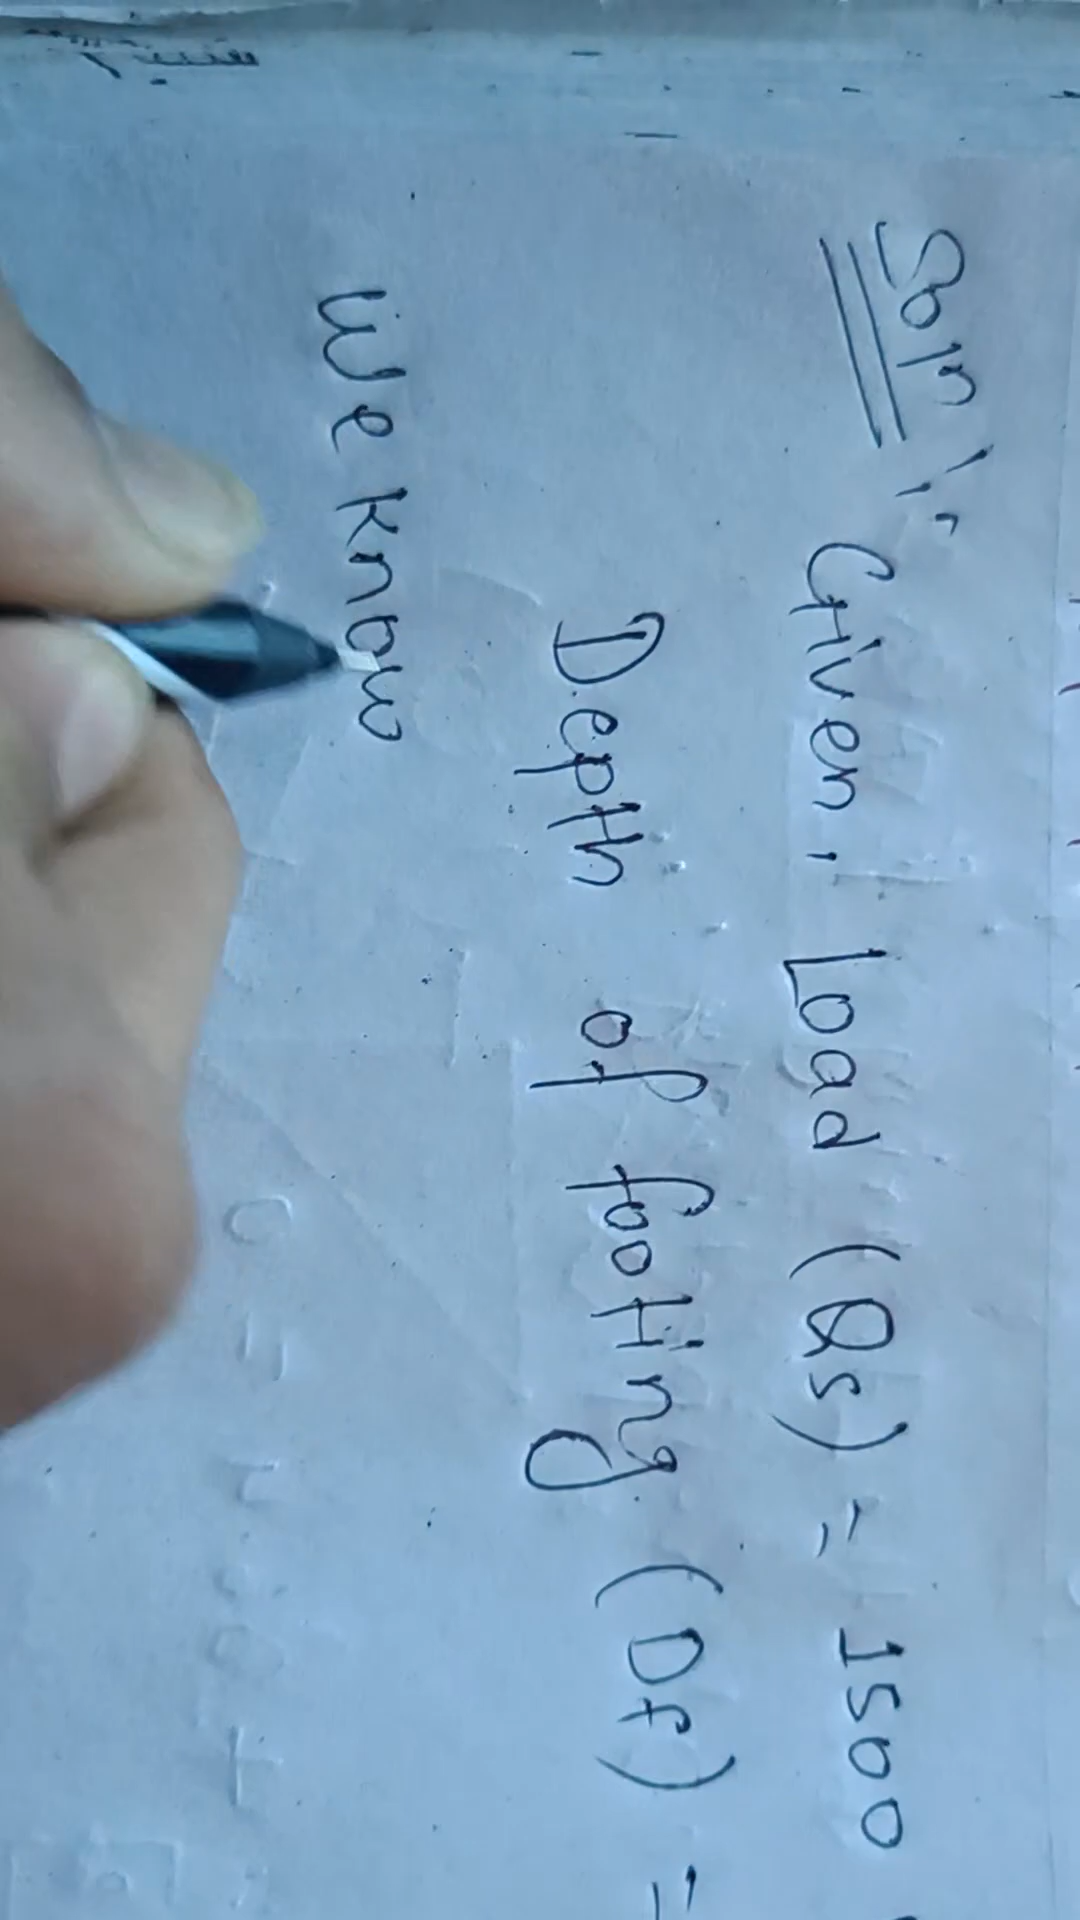 Soln:- Given, Load (Qs) = 1500
Depth of footing (Df) =
We know